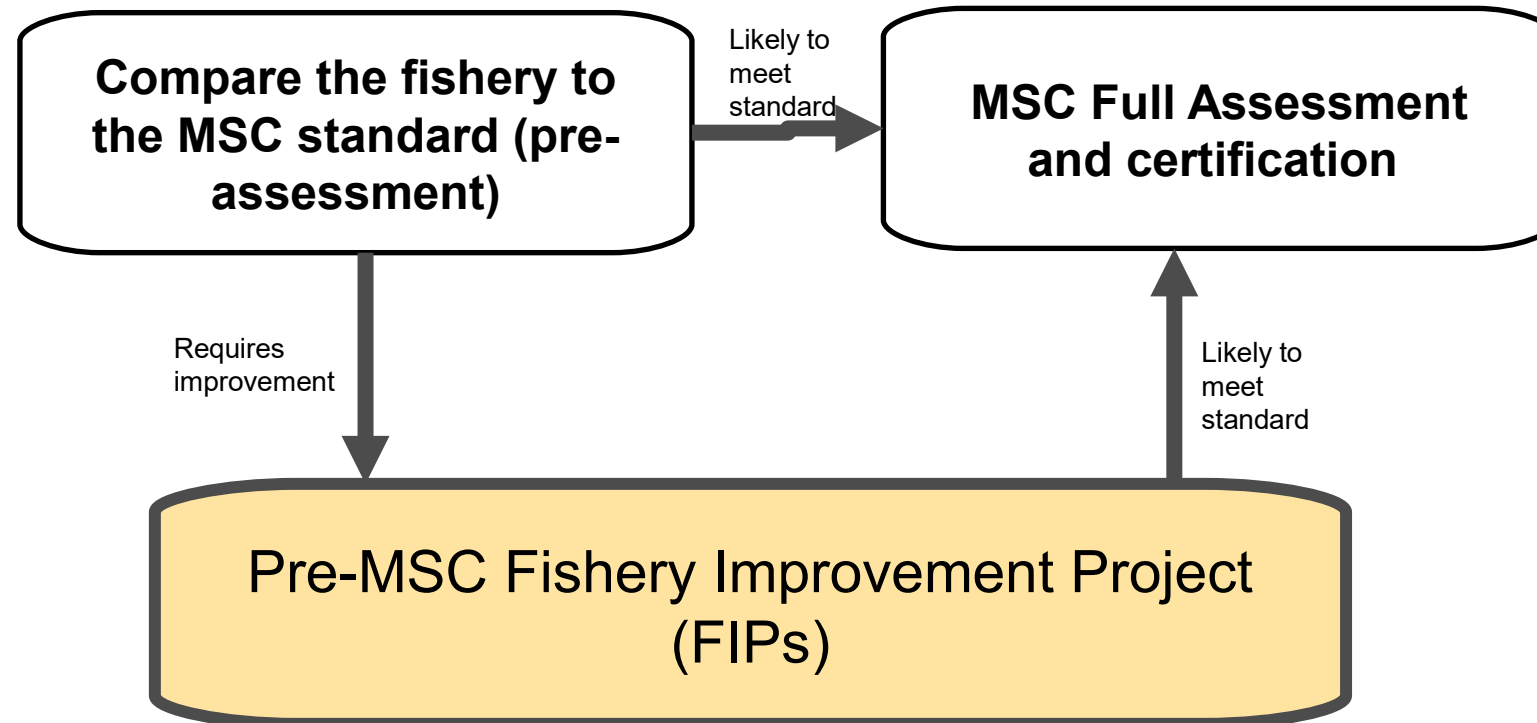 Compare the fishery to
the MSC standard (pre-
assessment)
Likely to
meet
standard
MSC Full Assessment
and certification
Requires
improvement
Likely to
meet
standard
Pre-MSC Fishery Improvement Project
(FIPs)